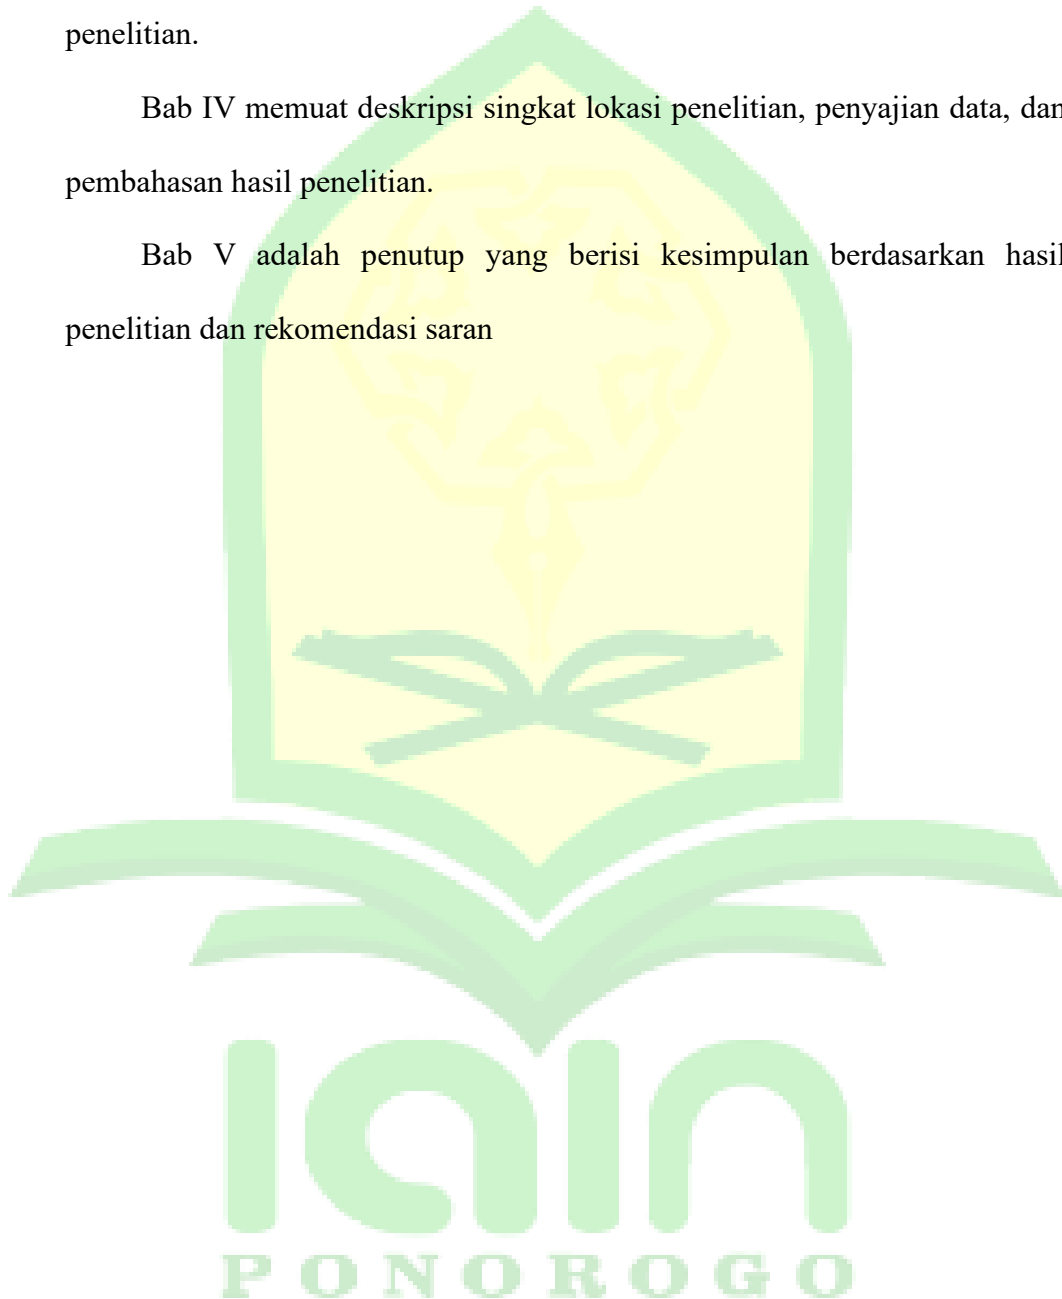 penelitian.
Bab IV memuat deskripsi singkat lokasi penelitian, penyajian data, dan
pembahasan hasil penelitian.
Bab V adalah penutup yang berisi kesimpulan berdasarkan hasil
penelitian dan rekomendasi saran
IAIN
PONOROGO